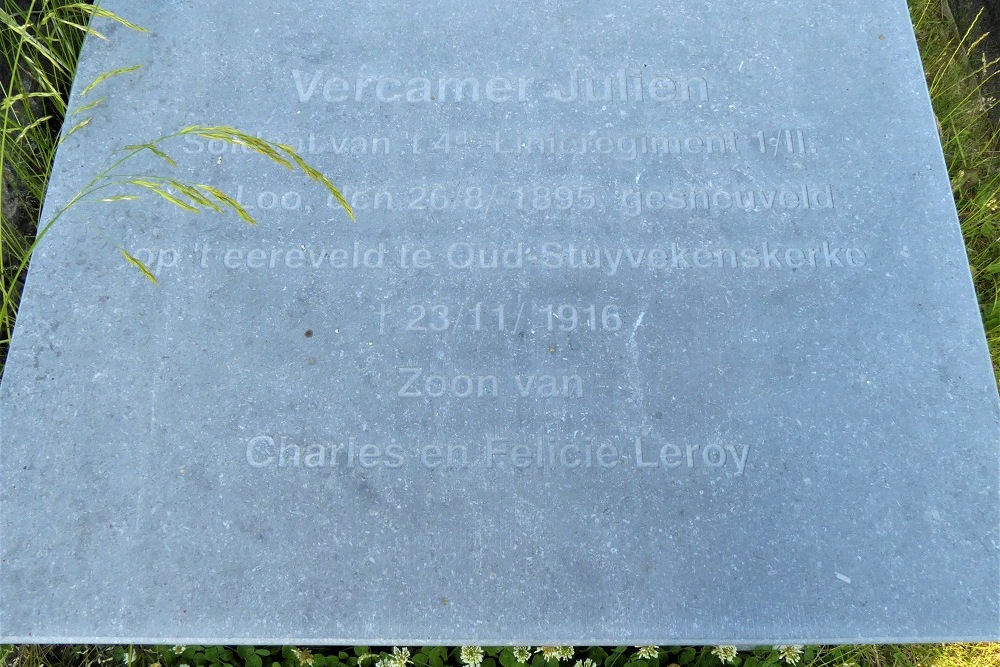 Vercamer Julien
Soldaat van 't 4de Linieregiment 1/II.
Loo, den 26/8/ 1895, gesneuveld
op 't eereveld te Oud-Stuyvekenskerke
† 23/11/ 1916
Zoon van
Charles en Felicie Leroy